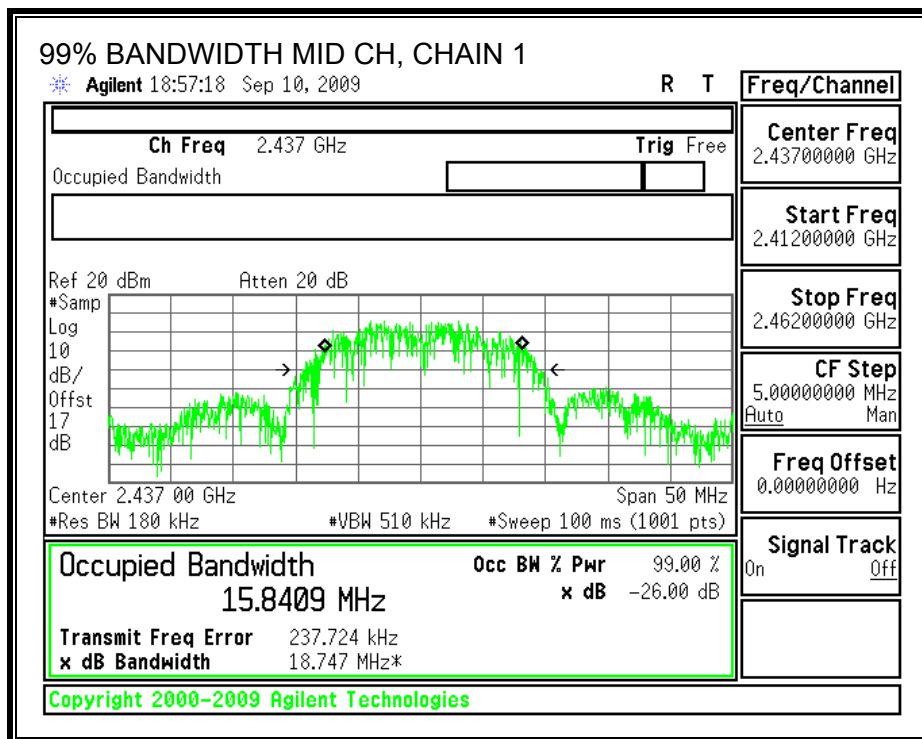 99% BANDWIDTH MID CH, CHAIN 1
Agilent 18:57:18 Sep 10, 2009 R T
Freq/Channel
Ch Freq 2.437 GHz Trig Free
Occupied Bandwidth
Center Freq
2.43700000 GHz
Start Freq
2.41200000 GHz
Stop Freq
2.46200000 GHz
CF Step
5.00000000 MHz
Auto Man
Freq Offset
0.00000000 Hz
Signal Track
On Off
Ref 20 dBm Atten 20 dB
#Samp
Log
10
dB/
Offst
17
dB
Center 2.437 00 GHz Span 50 MHz
#Res BW 180 kHz #VBW 510 kHz #Sweep 100 ms (1001 pts)
Occupied Bandwidth Occ BW % Pwr 99.00 %
15.8409 MHz x dB -26.00 dB
Transmit Freq Error 237.724 kHz
x dB Bandwidth 18.747 MHz*
Copyright 2000-2009 Agilent Technologies